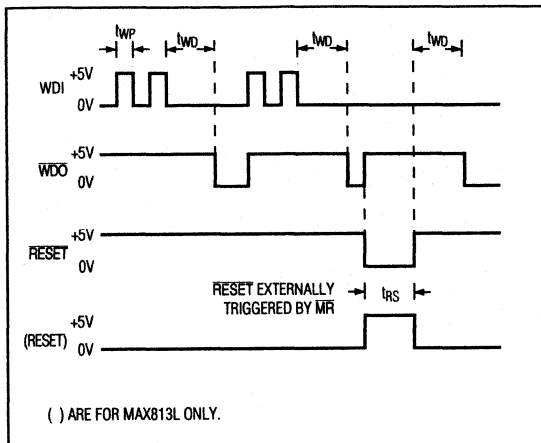 tWP tWD tWD tWD
WDI +5V
0V
WDO +5V
0V
RESET +5V
0V
RESET EXTERNALLY
TRIGGERED BY MR
tRS
(RESET) +5V
0V
( ) ARE FOR MAX813L ONLY.